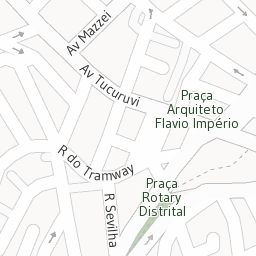 Av Mazzei
Av Tucuruvi
Praça
Arquiteto
Flavio Império
R do Tramway
Praça
Rotary
Distrital
R Sevilha